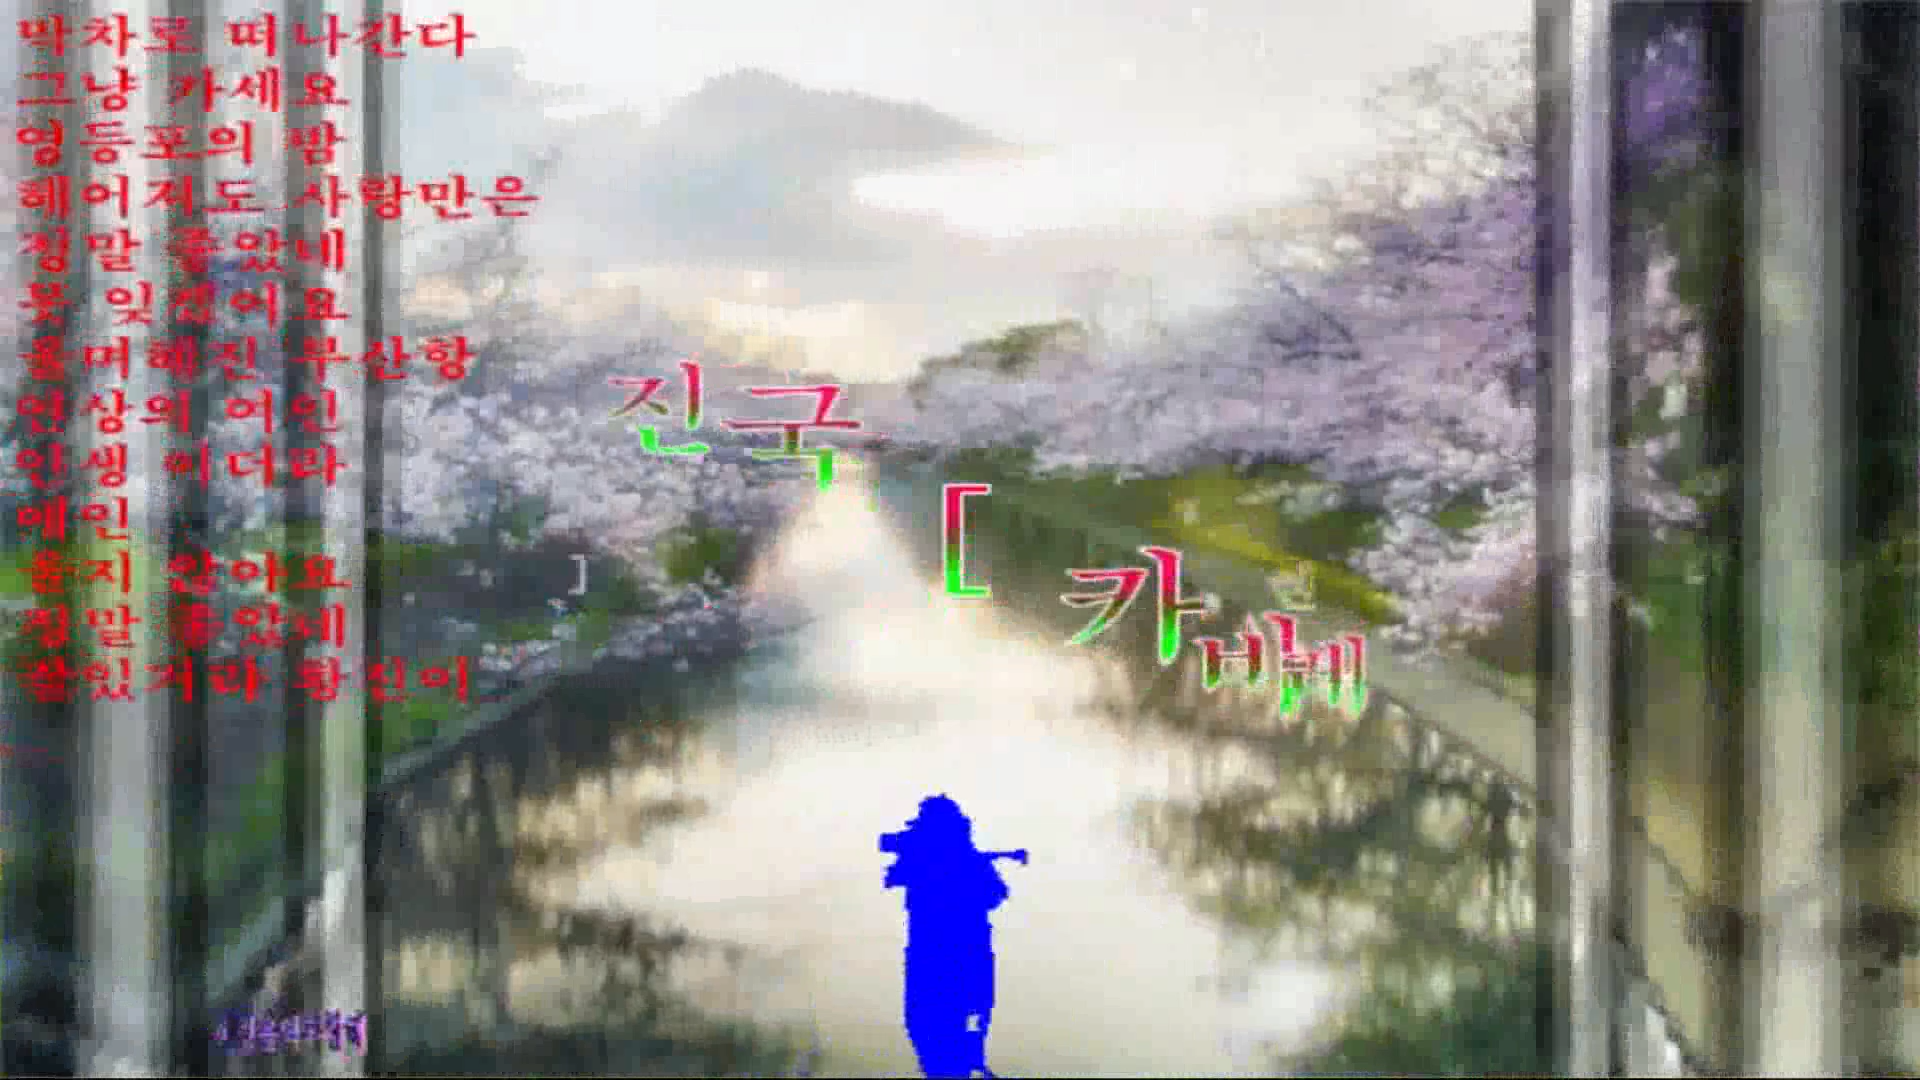 막차로 떠나간다
그냥 가세요
영등포의 밤
헤어져도 사랑만은
정말 좋았네
못 잊겠어요
울며헤진 부산항
연상의 여인
인생 이더라
애인
울지 않아요
정말 좋았네
잘있거라 황진이
진국
[
카바레
]